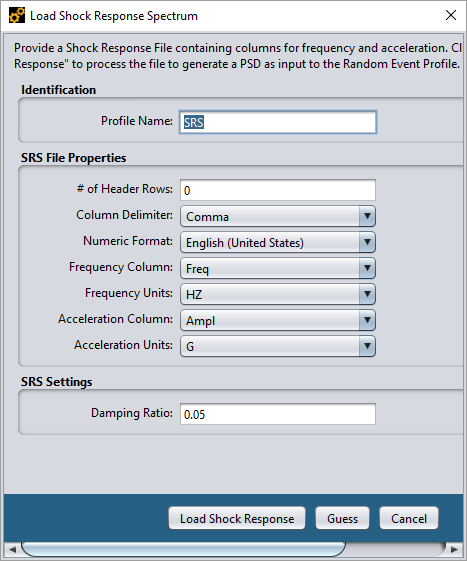 Load Shock Response Spectrum
Provide a Shock Response File containing columns for frequency and acceleration. Cl
Response" to process the file to generate a PSD as input to the Random Event Profile.
Identification
Profile Name: SRS
SRS File Properties
# of Header Rows: 0
Column Delimiter: Comma
Numeric Format: English (United States)
Frequency Column: Freq
Frequency Units: HZ
Acceleration Column: Ampl
Acceleration Units: G
SRS Settings
Damping Ratio: 0.05
Load Shock Response Guess Cancel